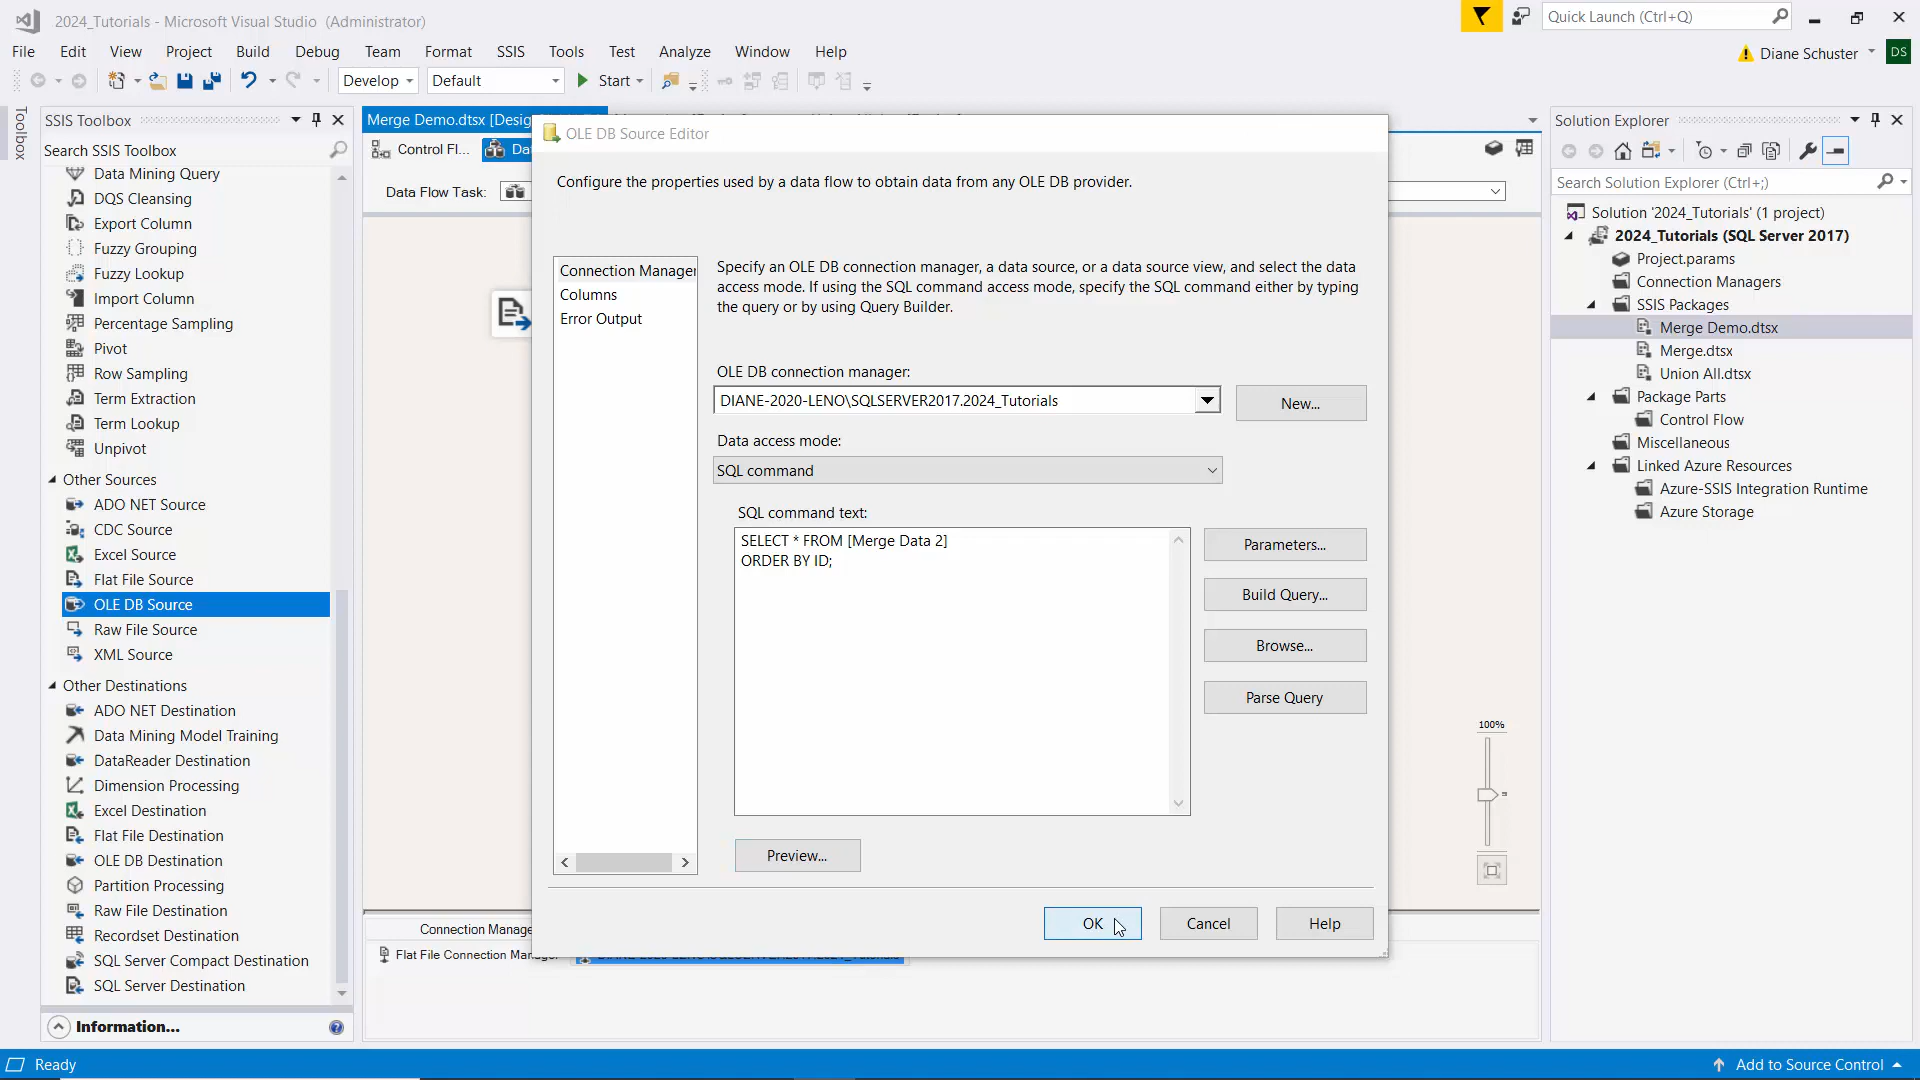 2024_Tutorials - Microsoft Visual Studio (Administrator)
Quick Launch (Ctrl+Q)
File Edit View Project Build Debug Team Format SSIS Tools Test Analyze Window Help
Diane Schuster DS
Develop Default Start
Toolbox
SSIS Toolbox
Search SSIS Toolbox
Data Mining Query
DQS Cleansing
Export Column
Fuzzy Grouping
Fuzzy Lookup
Import Column
Percentage Sampling
Pivot
Row Sampling
Term Extraction
Term Lookup
Unpivot
Other Sources
ADO NET Source
CDC Source
Excel Source
Flat File Source
OLE DB Source
Raw File Source
XML Source
Other Destinations
ADO NET Destination
Data Mining Model Training
DataReader Destination
Dimension Processing
Excel Destination
Flat File Destination
OLE DB Destination
Partition Processing
Raw File Destination
Recordset Destination
SQL Server Compact Destination
SQL Server Destination
Information...
Merge Demo.dtsx [Desig
Control Fl... Da
Data Flow Task:
OLE DB Source Editor
Configure the properties used by a data flow to obtain data from any OLE DB provider.
Connection Manager
Columns
Error Output
Specify an OLE DB connection manager, a data source, or a data source view, and select the data
access mode. If using the SQL command access mode, specify the SQL command either by typing
the query or by using Query Builder.
OLE DB connection manager:
DIANE-2020-LENO\SQLSERVER2017.2024_Tutorials
New...
Data access mode:
SQL command
SQL command text:
SELECT * FROM [Merge Data 2]
ORDER BY ID;
Parameters...
Build Query...
Browse...
Parse Query
Preview...
OK Cancel Help
100%
Connection Manage
Flat File Connection Manager
Solution Explorer
Search Solution Explorer (Ctrl+;)
Solution '2024_Tutorials' (1 project)
2024_Tutorials (SQL Server 2017)
Project.params
Connection Managers
SSIS Packages
Merge Demo.dtsx
Merge.dtsx
Union All.dtsx
Package Parts
Control Flow
Miscellaneous
Linked Azure Resources
Azure-SSIS Integration Runtime
Azure Storage
Ready
Add to Source Control